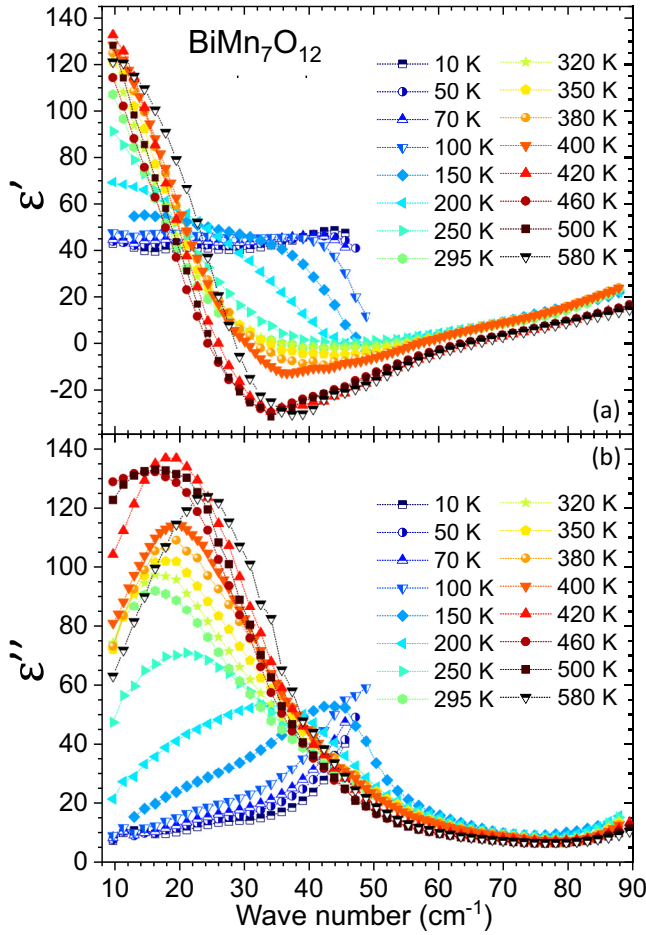 BiMn7O12
140
120
100
80
60
40
20
0
-20
ε′
10 K
50 K
70 K
100 K
150 K
200 K
250 K
295 K
320 K
350 K
380 K
400 K
420 K
460 K
500 K
580 K
(a)
140
120
100
80
60
40
20
0
ε″
(b)
10 K
50 K
70 K
100 K
150 K
200 K
250 K
295 K
320 K
350 K
380 K
400 K
420 K
460 K
500 K
580 K
10 20 30 40 50 60 70 80 90
Wave number (cm⁻¹)